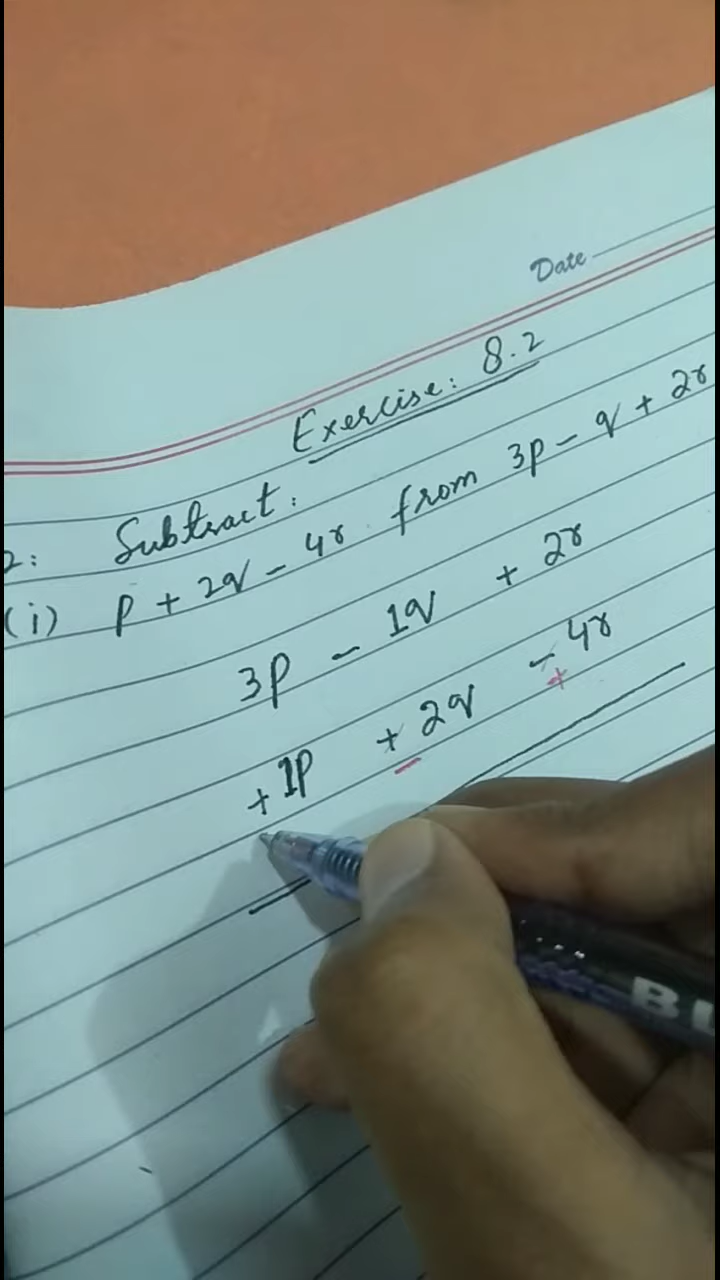 Date
Exercise: 8.2
2: Subtract:
(i) p + 2q - 4r from 3p - q + 2r
3p - 1q + 2r
+ 1p + 2q - 4r
- +